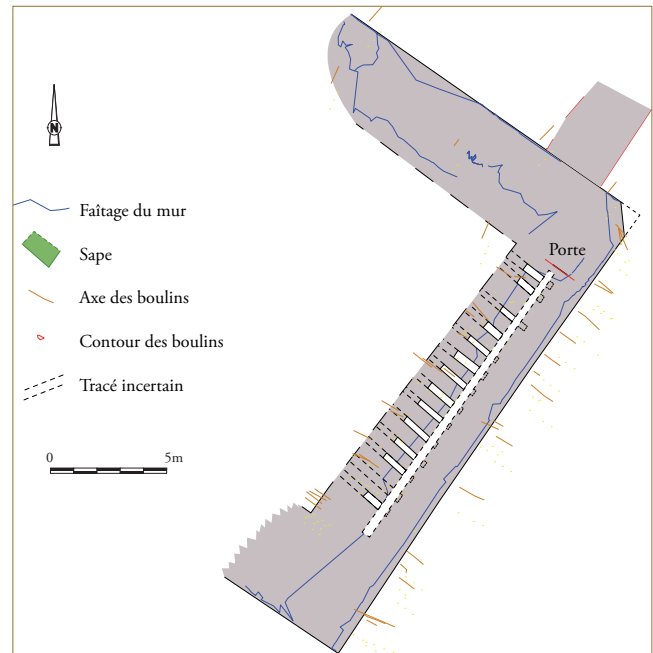 N
Faîtage du mur
Sape
Axe des boulins
Contour des boulins
Tracé incertain
0 5m
Porte